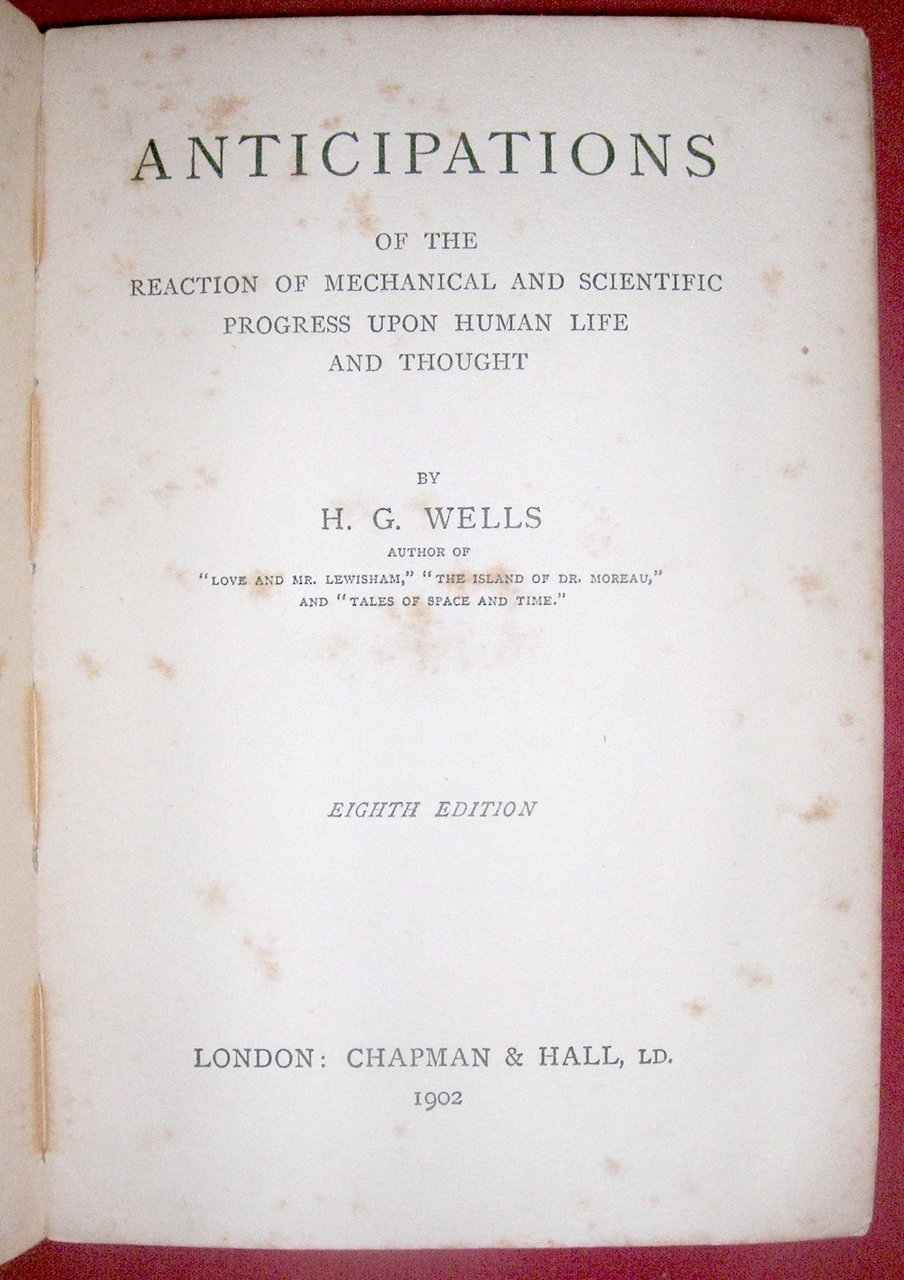 ANTICIPATIONS
OF THE
REACTION OF MECHANICAL AND SCIENTIFIC
PROGRESS UPON HUMAN LIFE
AND THOUGHT
BY
H. G. WELLS
AUTHOR OF
“LOVE AND MR. LEWISHAM,” “THE ISLAND OF DR. MOREAU,”
AND “TALES OF SPACE AND TIME.”
EIGHTH EDITION
LONDON: CHAPMAN & HALL, LD.
1902